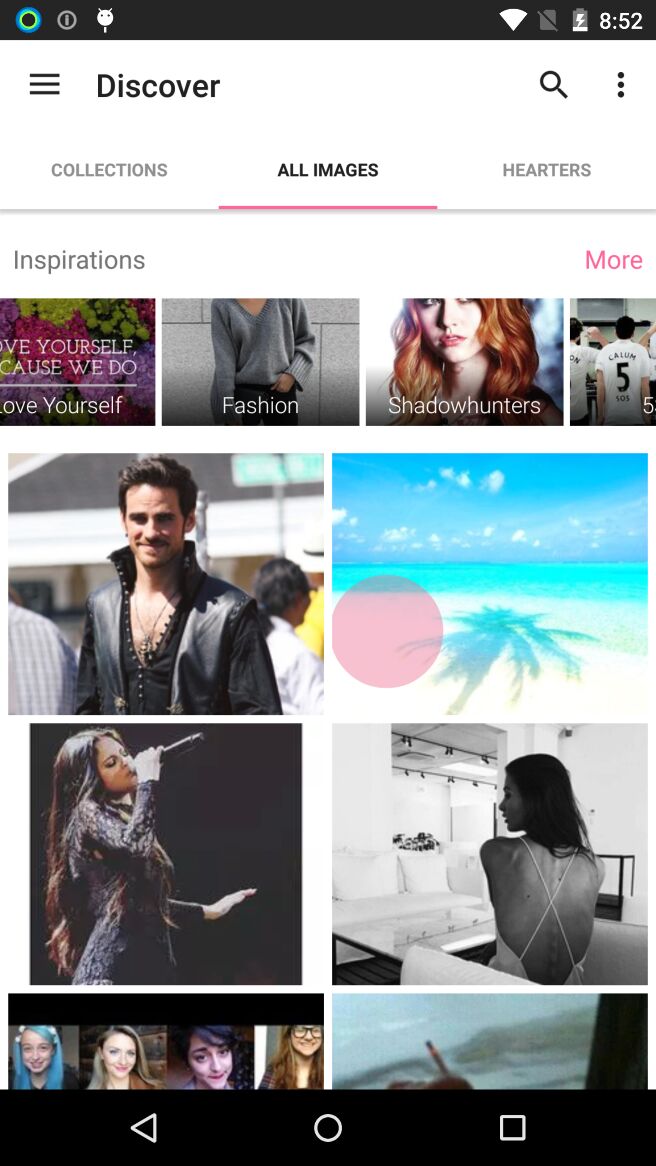 8:52
Discover
COLLECTIONS
ALL IMAGES
HEARTERS
Inspirations
More
OVE YOURSELF,
CAUSE WE DO
Love Yourself
Fashion
Shadowhunters
CALUM
5
SOS
5